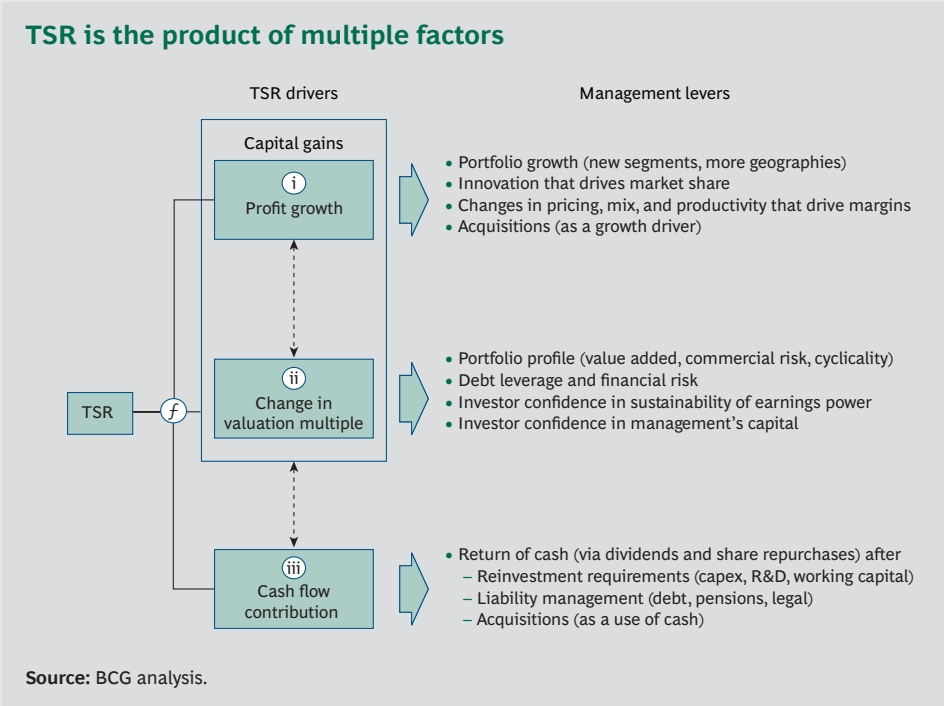 TSR is the product of multiple factors
TSR drivers
Management levers
Capital gains
i
Profit growth
• Portfolio growth (new segments, more geographies)
• Innovation that drives market share
• Changes in pricing, mix, and productivity that drive margins
• Acquisitions (as a growth driver)
TSR
f
ii
Change in
valuation multiple
• Portfolio profile (value added, commercial risk, cyclicality)
• Debt leverage and financial risk
• Investor confidence in sustainability of earnings power
• Investor confidence in management’s capital
iii
Cash flow
contribution
• Return of cash (via dividends and share repurchases) after
– Reinvestment requirements (capex, R&D, working capital)
– Liability management (debt, pensions, legal)
– Acquisitions (as a use of cash)
Source: BCG analysis.